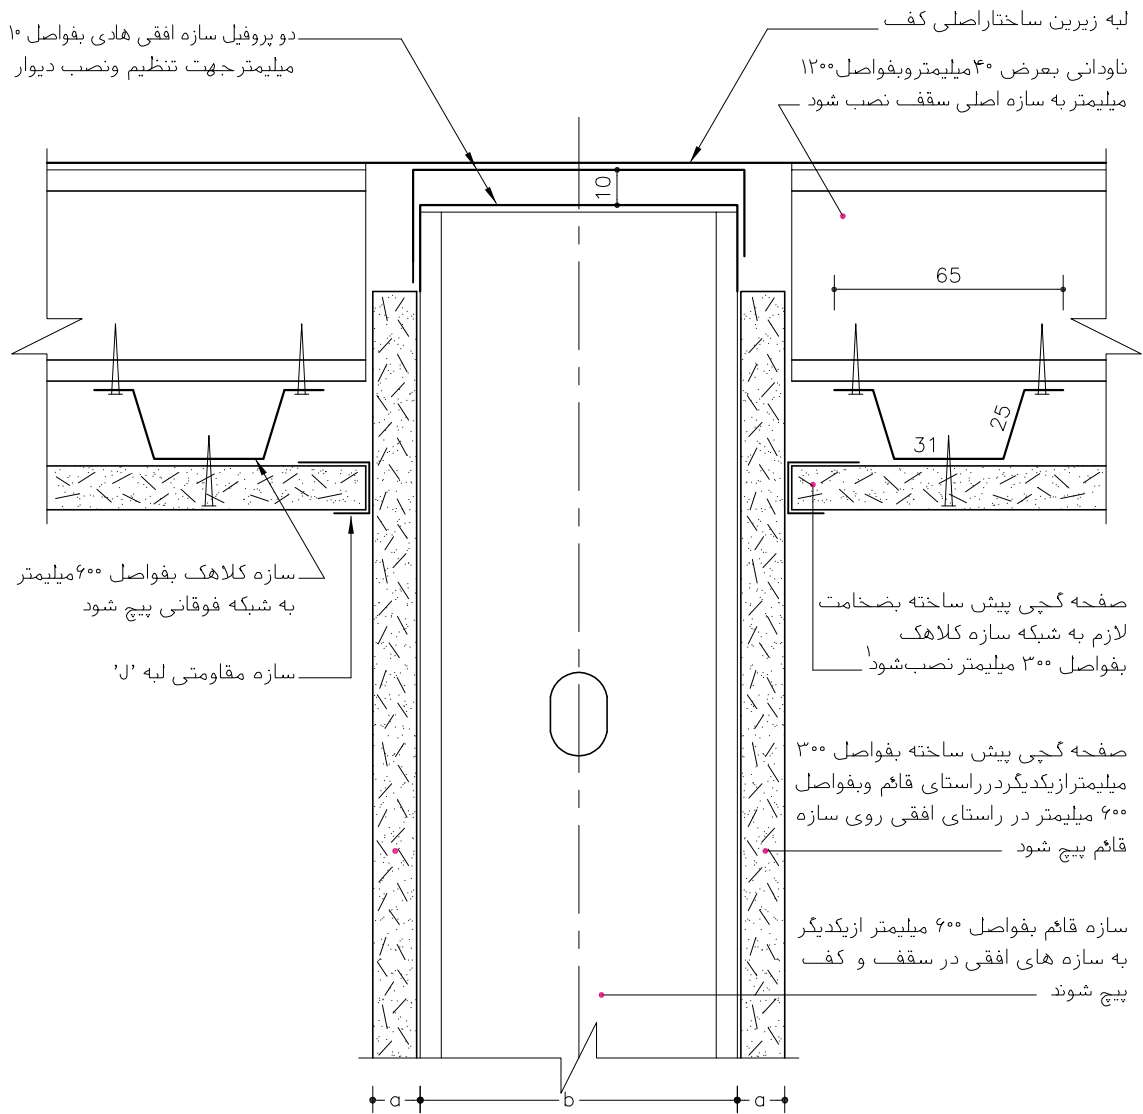 لبه زیرین ساختاراصلی کف
ناودانی بعرض ۴۰میلیمتروبفواصل۱۲۰۰
میلیمتر به سازه اصلی سقف نصب شود
دو پروفیل سازه افقی هادی بفواصل ۱۰
میلیمترجهت تنظیم ونصب دیوار
10
65
25
31
سازه کلاهک بفواصل ۶۰۰میلیمتر
به شبکه فوقانی پیچ شود
سازه مقاومتی لبه 'J'
صفحه گچی پیش ساخته بضخامت
لازم به شبکه سازه کلاهک
بفواصل ۳۰۰ میلیمتر نصب‌شود
صفحه گچی پیش ساخته بفواصل ۳۰۰
میلیمترازیکدیگردرراستای قائم وبفواصل
۶۰۰ میلیمتر در راستای افقی روی سازه
قائم پیچ شود
سازه قائم بفواصل ۶۰۰ میلیمتر ازیکدیگر
به سازه های افقی در سقف و کف
پیچ شوند
a b a